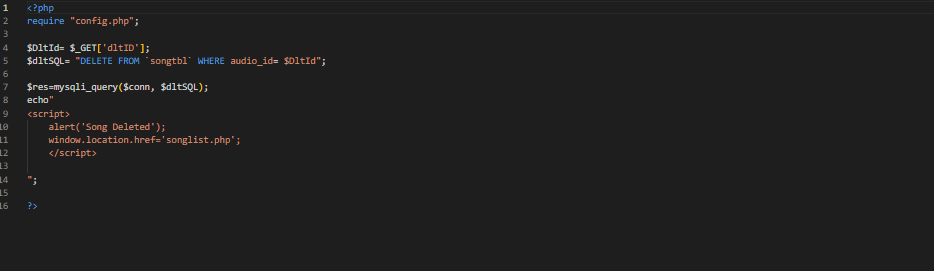 1 <?php
2 require "config.php";
3
4 $DltId= $_GET['dltID'];
5 $dltSQL= "DELETE FROM `songtbl` WHERE audio_id= $DltId";
6
7 $res=mysqli_query($conn, $dltSQL);
8 echo"
9 <script>
10 alert('Song Deleted');
11 window.location.href='songlist.php';
12 </script>
13
14 ";
15
16 ?>